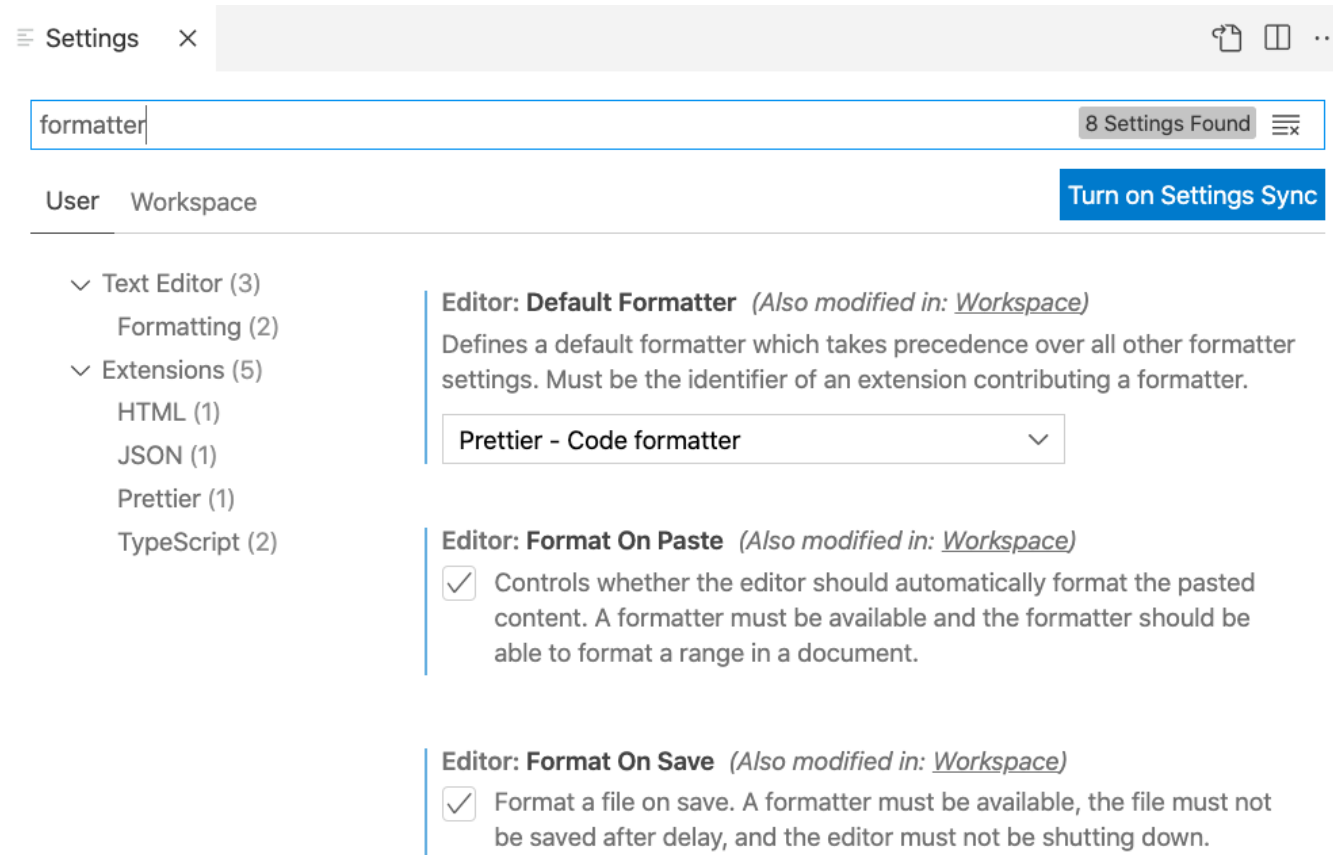 Settings
formatter
8 Settings Found
User
Workspace
Turn on Settings Sync
Text Editor (3)
Formatting (2)
Extensions (5)
HTML (1)
JSON (1)
Prettier (1)
TypeScript (2)
Editor: Default Formatter (Also modified in: Workspace)
Defines a default formatter which takes precedence over all other formatter
settings. Must be the identifier of an extension contributing a formatter.
Prettier - Code formatter
Editor: Format On Paste (Also modified in: Workspace)
Controls whether the editor should automatically format the pasted
content. A formatter must be available and the formatter should be
able to format a range in a document.
Editor: Format On Save (Also modified in: Workspace)
Format a file on save. A formatter must be available, the file must not
be saved after delay, and the editor must not be shutting down.